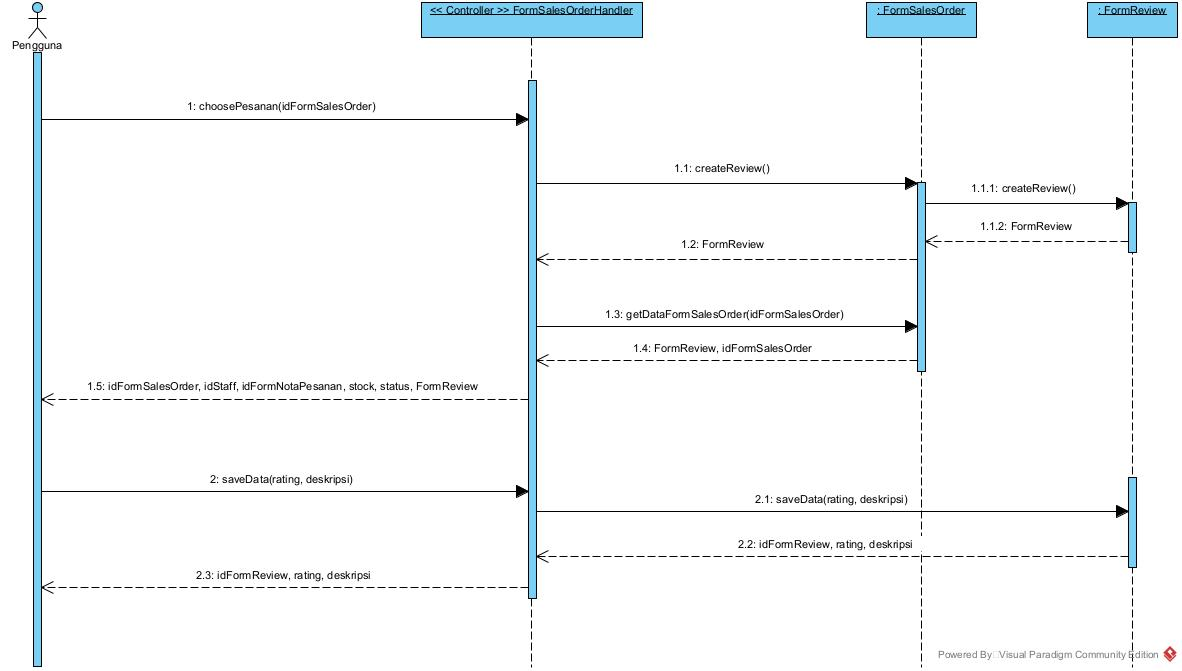 << Controller >> FormSalesOrderHandler
: FormSalesOrder
: FormReview
Pengguna
1: choosePesanan(idFormSalesOrder)
1.1: createReview()
1.1.1: createReview()
1.1.2: FormReview
1.2: FormReview
1.3: getDataFormSalesOrder(idFormSalesOrder)
1.4: FormReview, idFormSalesOrder
1.5: idFormSalesOrder, idStaff, idFormNotaPesanan, stock, status, FormReview
2: saveData(rating, deskripsi)
2.1: saveData(rating, deskripsi)
2.2: idFormReview, rating, deskripsi
2.3: idFormReview, rating, deskripsi
Powered By Visual Paradigm Community Edition